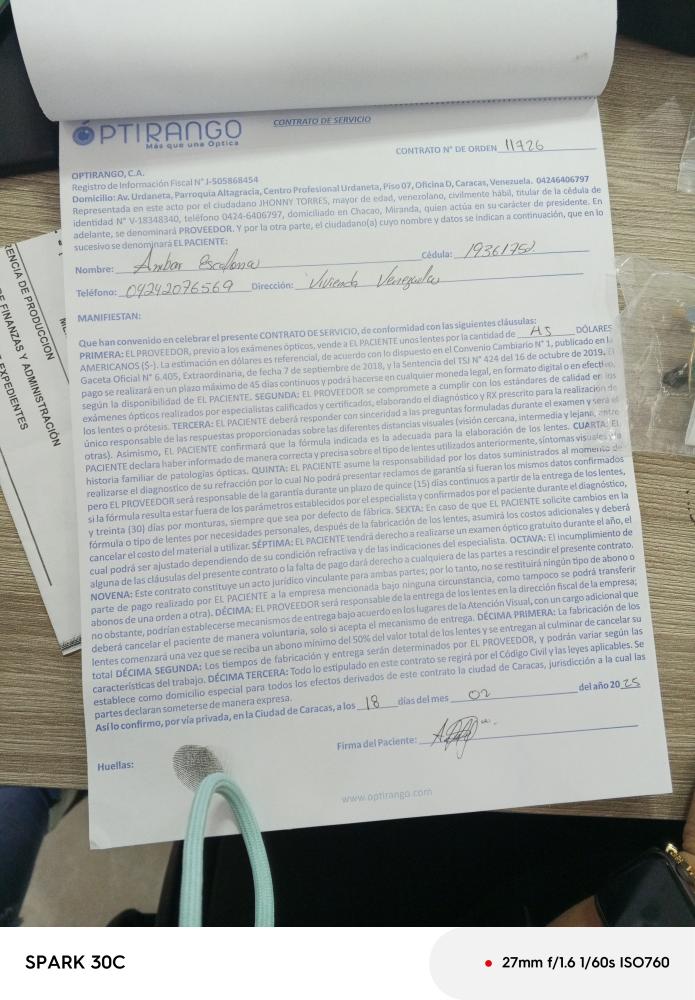 ÓPTIRANGO
Más que una Óptica
CONTRATO DE SERVICIO
CONTRATO N° DE ORDEN 11726
OPTIRANGO, C.A.
Registro de Información Fiscal N° J-505868454
Domicilio: Av. Urdaneta, Parroquia Altagracia, Centro Profesional Urdaneta, Piso 07, Oficina D, Caracas, Venezuela. 04246406797
Representada en este acto por el ciudadano JHONNY TORRES, mayor de edad, venezolano, civilmente hábil, titular de la cédula de
identidad N° V-18348340, teléfono 0424-6406797, domiciliado en Chacao, Miranda, quien actúa en su carácter de presidente. En
adelante, se denominará PROVEEDOR. Y por la otra parte, el ciudadano(a) cuyo nombre y datos se indican a continuación, que en lo
sucesivo se denominará EL PACIENTE:
Nombre: Ambar Escalona Cédula: 19361752
Teléfono: 04242076569 Dirección: Vivienda Venezuela
MANIFIESTAN:
Que han convenido en celebrar el presente CONTRATO DE SERVICIO, de conformidad con las siguientes cláusulas:
PRIMERA: EL PROVEEDOR, previo a los exámenes ópticos, vende a EL PACIENTE unos lentes por la cantidad de 45 DÓLARES
AMERICANOS ($-). La estimación en dólares es referencial, de acuerdo con lo dispuesto en el Convenio Cambiario N° 1, publicado en la
Gaceta Oficial N° 6.405, Extraordinaria, de fecha 7 de septiembre de 2018, y la Sentencia del TSJ N° 424 del 16 de octubre de 2019. El
pago se realizará en un plazo máximo de 45 días continuos y podrá hacerse en cualquier moneda legal, en formato digital o en efectivo,
según la disponibilidad de EL PACIENTE. SEGUNDA: EL PROVEEDOR se compromete a cumplir con los estándares de calidad en los
exámenes ópticos realizados por especialistas calificados y certificados, elaborando el diagnóstico y RX prescrito para la realización de
los lentes o prótesis. TERCERA: EL PACIENTE deberá responder con sinceridad a las preguntas formuladas durante el examen y será el
único responsable de las respuestas proporcionadas sobre las diferentes distancias visuales (visión cercana, intermedia y lejana, entre
otras). Asimismo, EL PACIENTE confirmará que la fórmula indicada es la adecuada para la elaboración de los lentes. CUARTA: EL
PACIENTE declara haber informado de manera correcta y precisa sobre el tipo de lentes utilizados anteriormente, síntomas visuales y
historia familiar de patologías ópticas. QUINTA: EL PACIENTE asume la responsabilidad por los datos suministrados al momento de
realizarse el diagnostico de su refracción por lo cual No podrá presentar reclamos de garantía si fueran los mismos datos confirmados
pero EL PROVEEDOR será responsable de la garantía durante un plazo de quince (15) días continuos a partir de la entrega de los lentes,
si la fórmula resulta estar fuera de los parámetros establecidos por el especialista y confirmados por el paciente durante el diagnóstico,
y treinta (30) días por monturas, siempre que sea por defecto de fábrica. SEXTA: En caso de que EL PACIENTE solicite cambios en la
fórmula o tipo de lentes por necesidades personales, después de la fabricación de los lentes, asumirá los costos adicionales y deberá
cancelar el costo del material a utilizar. SÉPTIMA: EL PACIENTE tendrá derecho a realizarse un examen óptico gratuito durante el año, el
cual podrá ser ajustado dependiendo de su condición refractiva y de las indicaciones del especialista. OCTAVA: El incumplimiento de
alguna de las cláusulas del presente contrato o la falta de pago dará derecho a cualquiera de las partes a rescindir el presente contrato.
NOVENA: Este contrato constituye un acto jurídico vinculante para ambas partes; por lo tanto, no se restituirá ningún tipo de abono o
parte de pago realizado por EL PACIENTE a la empresa mencionada bajo ninguna circunstancia, como tampoco se podrá transferir
abonos de una orden a otra). DÉCIMA: EL PROVEEDOR será responsable de la entrega de los lentes en la dirección fiscal de la empresa;
no obstante, podrían establecerse mecanismos de entrega bajo acuerdo en los lugares de la Atención Visual, con un cargo adicional que
deberá cancelar el paciente de manera voluntaria, solo si acepta el mecanismo de entrega. DÉCIMA PRIMERA: La fabricación de los
lentes comenzará una vez que se reciba un abono mínimo del 50% del valor total de los lentes y se entregan al culminar de cancelar su
total DÉCIMA SEGUNDA: Los tiempos de fabricación y entrega serán determinados por EL PROVEEDOR, y podrán variar según las
características del trabajo. DÉCIMA TERCERA: Todo lo estipulado en este contrato se regirá por el Código Civil y las leyes aplicables. Se
establece como domicilio especial para todos los efectos derivados de este contrato la ciudad de Caracas, jurisdicción a la cual las
partes declaran someterse de manera expresa.
Así lo confirmo, por vía privada, en la Ciudad de Caracas, a los 18 días del mes 02 del año 2025
Firma del Paciente:
Huellas:
www.optirango.com
ENCIA DE PRODUCCION
E FINANZAS Y ADMINISTRACIÓN
EXPEDIENTES
SPARK 30C
27mm f/1.6 1/60s ISO760